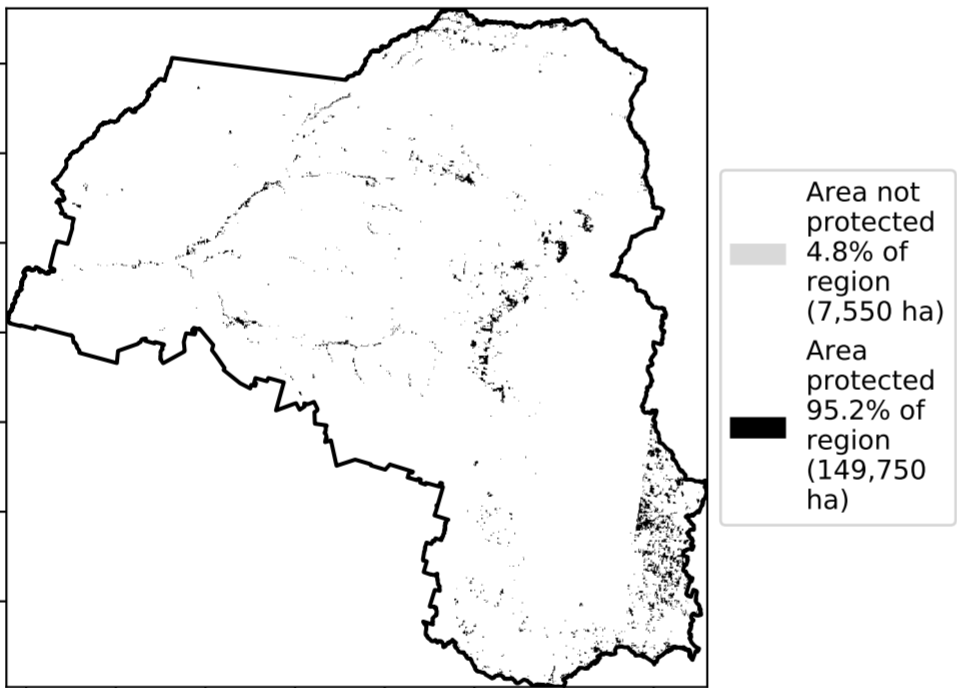 Area not
protected
4.8% of
region
(7,550 ha)
Area
protected
95.2% of
region
(149,750
ha)